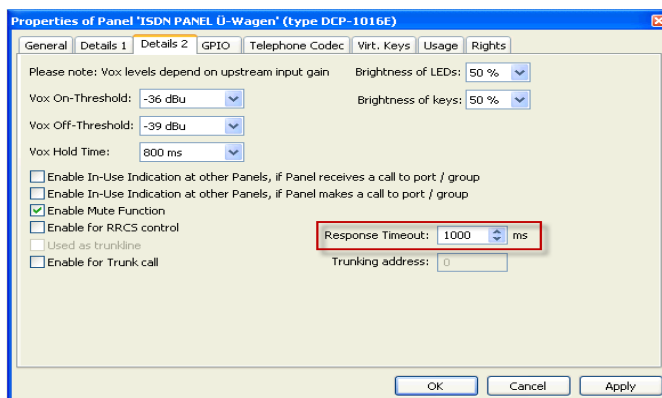 Properties of Panel 'ISDN PANEL Ü-Wagen' (type DCP-1016E)
General Details 1 Details 2 GPIO Telephone Codec Virt. Keys Usage Rights
Please note: Vox levels depend on upstream input gain
Brightness of LEDs: 50 %
Vox On-Threshold: -36 dBu
Brightness of keys: 50 %
Vox Off-Threshold: -39 dBu
Vox Hold Time: 800 ms
Enable In-Use Indication at other Panels, if Panel receives a call to port / group
Enable In-Use Indication at other Panels, if Panel makes a call to port / group
Enable Mute Function
Enable for RRCS control
Response Timeout: 1000 ms
Used as trunkline
Enable for Trunk call
Trunking address: 0
OK Cancel Apply